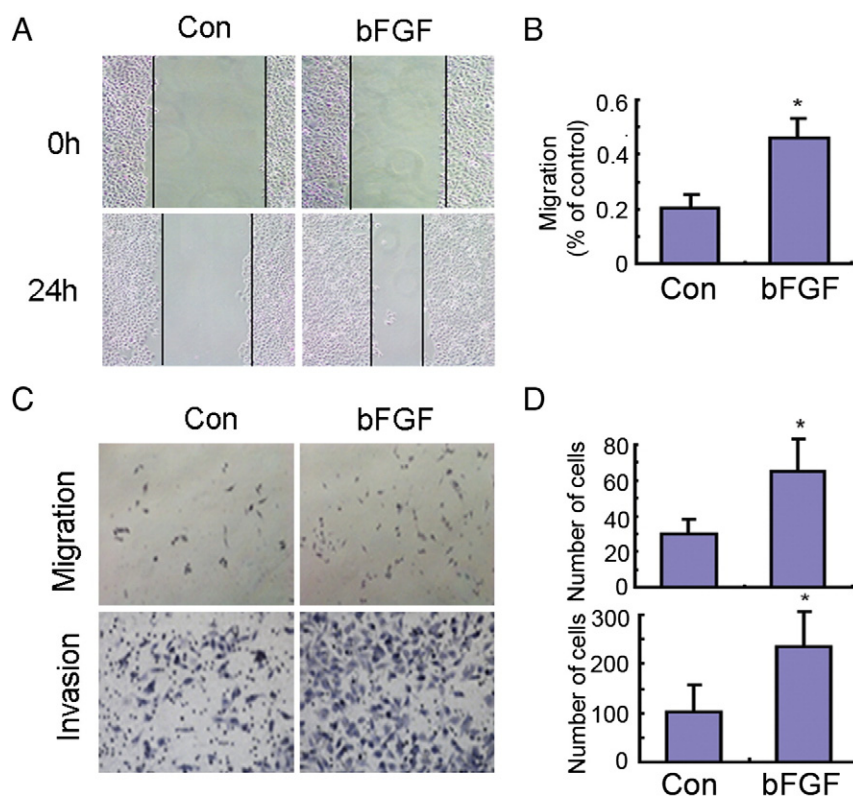 A
Con
bFGF
0h
24h
B
Migration
(% of control)
0.6
0.4
0.2
0
*
Con
bFGF
C
Con
bFGF
Migration
Invasion
D
Number of cells
80
60
40
20
0
*
Number of cells
300
200
100
0
*
Con
bFGF